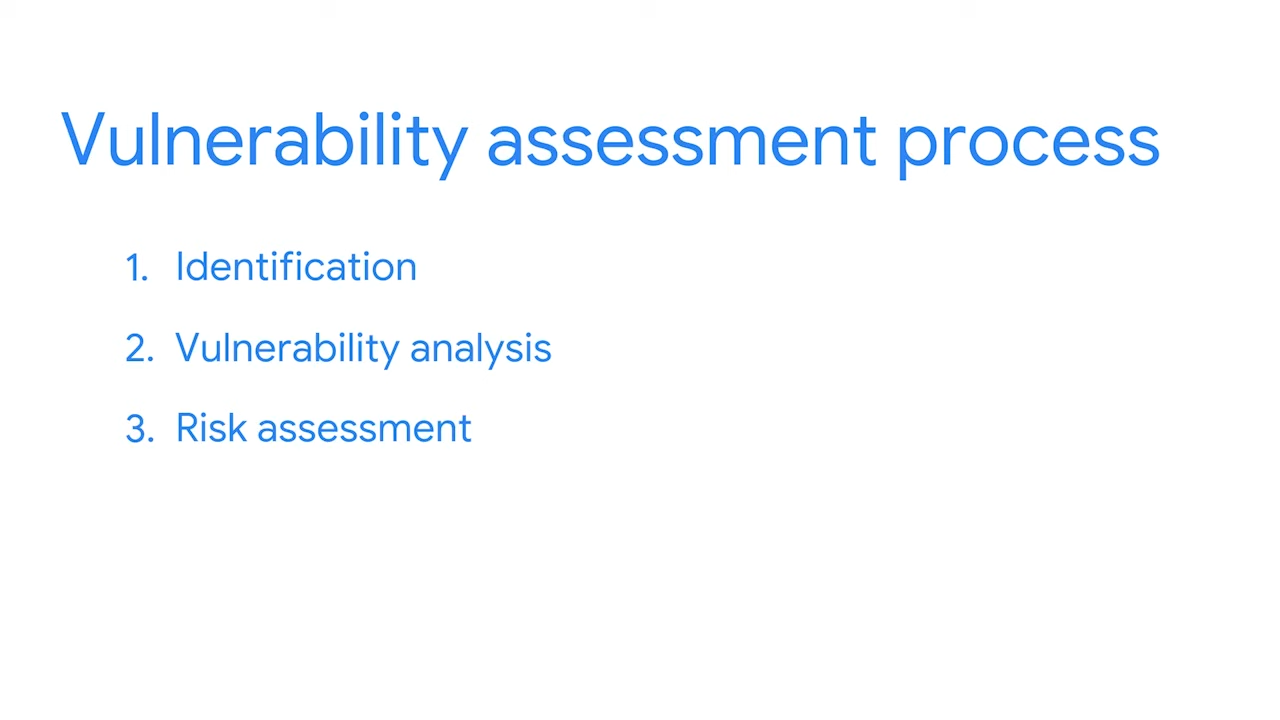 Vulnerability assessment process
1. Identification
2. Vulnerability analysis
3. Risk assessment